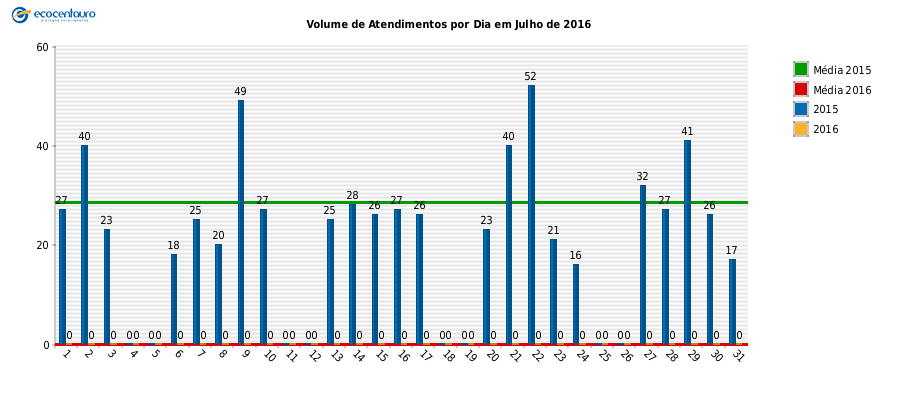 ecocentauro
Volume de Atendimentos por Dia em Julho de 2016
60
40
20
0
27 0 40 0 23 0 0 0 0 0 18 0 25 0 20 0 49 0 27 0 0 0 0 0 25 0 28 0 26 0 27 0 26 0 0 0 0 0 23 0 40 0 52 0 21 0 16 0 0 0 0 0 32 0 27 0 41 0 26 0 17 0
1 2 3 4 5 6 7 8 9 10 11 12 13 14 15 16 17 18 19 20 21 22 23 24 25 26 27 28 29 30 31
Média 2015
Média 2016
2015
2016